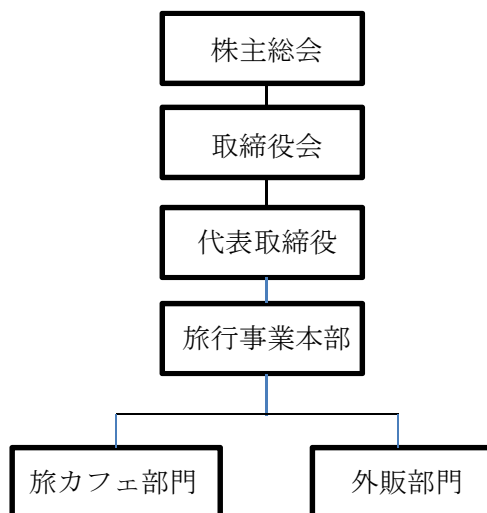 株主総会
取締役会
代表取締役
旅行事業本部
旅カフェ部門
外販部門